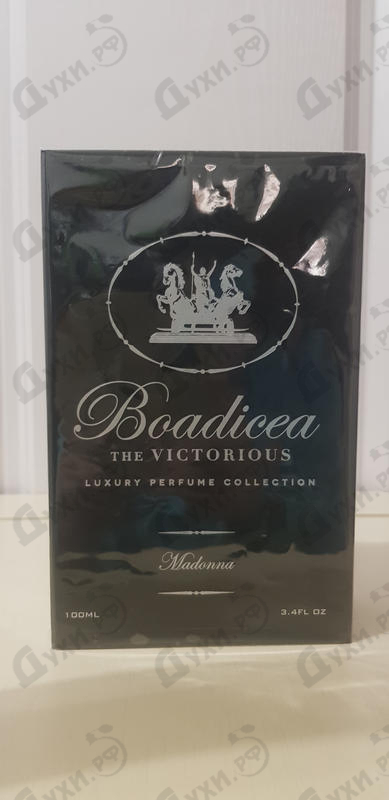 Boadicea
THE VICTORIOUS
LUXURY PERFUME COLLECTION
Madonna
100ML
3.4FL OZ
Духи.РФ